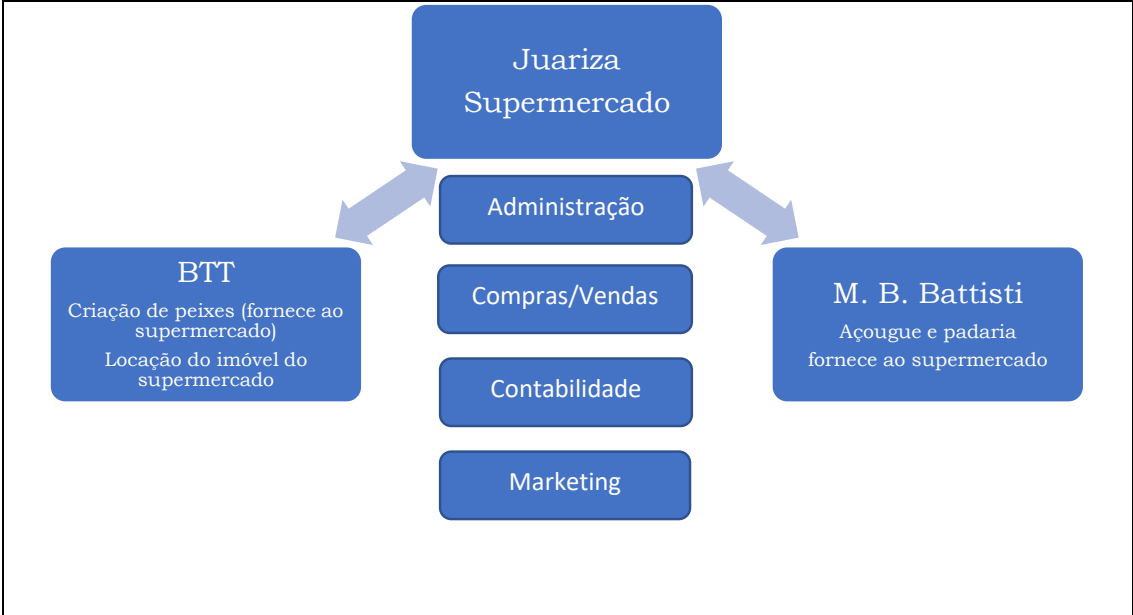 Juariza
Supermercado
Administração
Compras/Vendas
Contabilidade
Marketing
BTT
Criação de peixes (fornece ao
supermercado)
Locação do imóvel do
supermercado
M. B. Battisti
Açougue e padaria
fornece ao supermercado